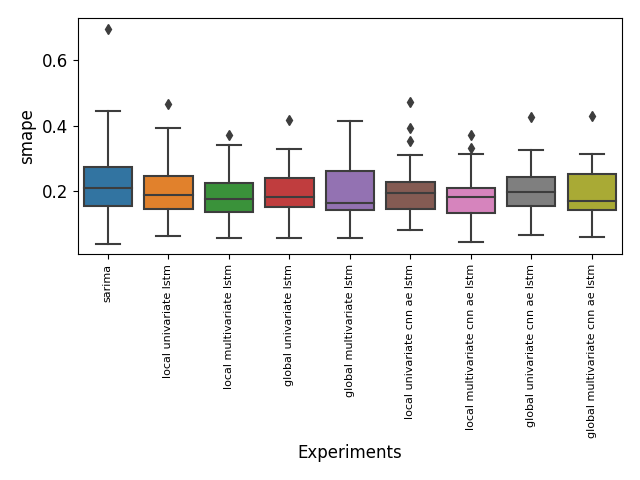 smape
0.6
0.4
0.2
sarima
local univariate lstm
local multivariate lstm
global univariate lstm
global multivariate lstm
local univariate cnn ae lstm
local multivariate cnn ae lstm
global univariate cnn ae lstm
global multivariate cnn ae lstm
Experiments